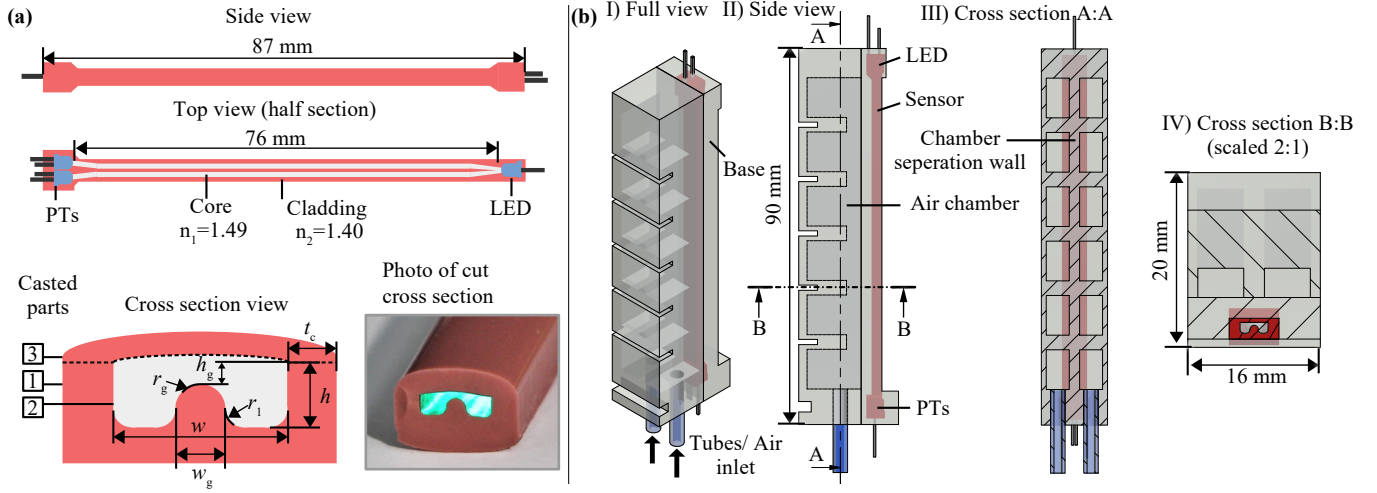 (a)
Side view
87 mm
Top view (half section)
76 mm
PTs
Core
n1=1.49
Cladding
n2=1.40
LED
Casted
parts
Cross section view
Photo of cut
cross section
3
1
2
tc
hg
rg
h
r1
w
wg
(b)
I) Full view
II) Side view
III) Cross section A:A
A
LED
Sensor
Chamber
seperation wall
IV) Cross section B:B
(scaled 2:1)
Base
90 mm
Air chamber
20 mm
B
B
16 mm
PTs
Tubes/ Air
inlet
A